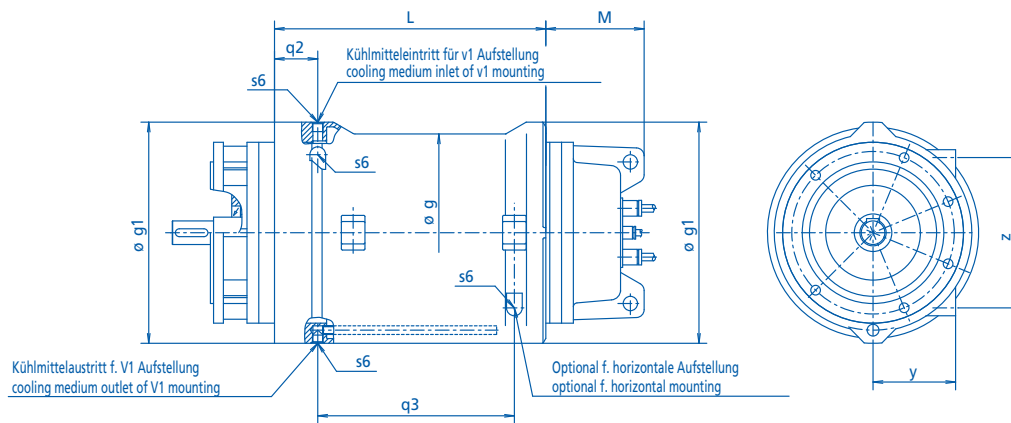 L
M
q2
Kühlmitteleintritt für v1 Aufstellung
cooling medium inlet of v1 mounting
s6
s6
ø g
ø g1
ø g1
z
s6
s6
Kühlmittelaustritt f. V1 Aufstellung
cooling medium outlet of V1 mounting
Optional f. horizontale Aufstellung
optional f. horizontal mounting
y
q3